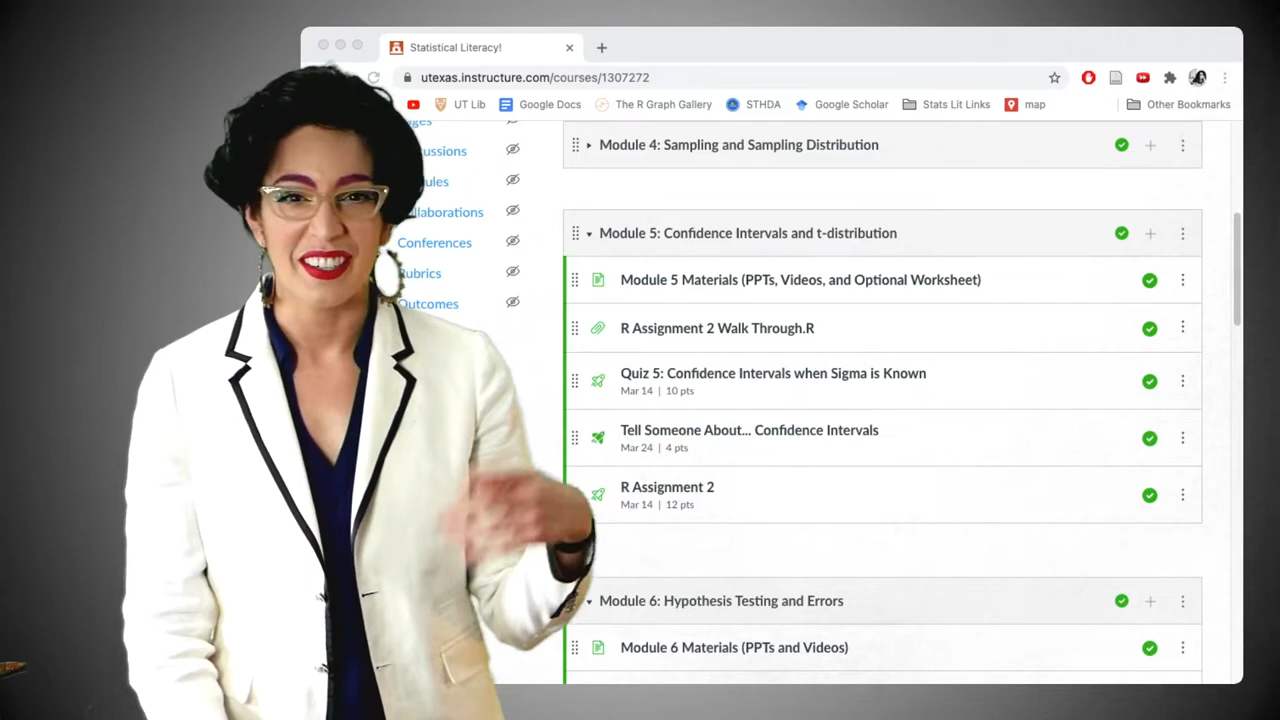 Statistical Literacy!
utexas.instructure.com/courses/1307272
UT Lib
Google Docs
The R Graph Gallery
STHDA
Google Scholar
Stats Lit Links
map
Other Bookmarks
Conferences
Rubrics
Outcomes
Module 4: Sampling and Sampling Distribution
Module 5: Confidence Intervals and t-distribution
Module 5 Materials (PPTs, Videos, and Optional Worksheet)
R Assignment 2 Walk Through.R
Quiz 5: Confidence Intervals when Sigma is Known
Mar 14 | 10 pts
Tell Someone About... Confidence Intervals
Mar 24 | 4 pts
R Assignment 2
Mar 14 | 12 pts
Module 6: Hypothesis Testing and Errors
Module 6 Materials (PPTs and Videos)